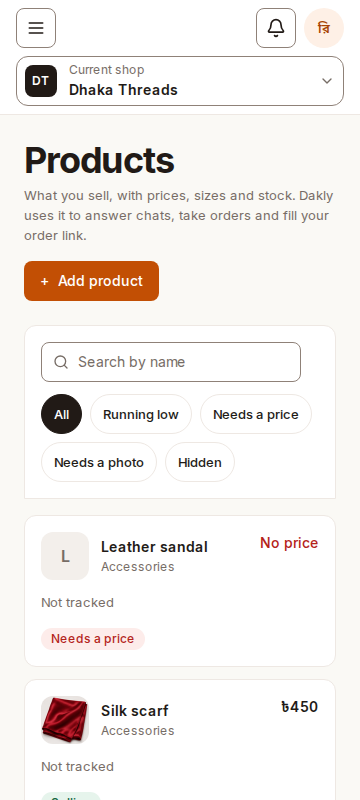 রি
DT
Current shop
Dhaka Threads
Products
What you sell, with prices, sizes and stock. Dakly
uses it to answer chats, take orders and fill your
order link.
+ Add product
Search by name
All
Running low
Needs a price
Needs a photo
Hidden
L
Leather sandal
No price
Accessories
Not tracked
Needs a price
Silk scarf
৳450
Accessories
Not tracked